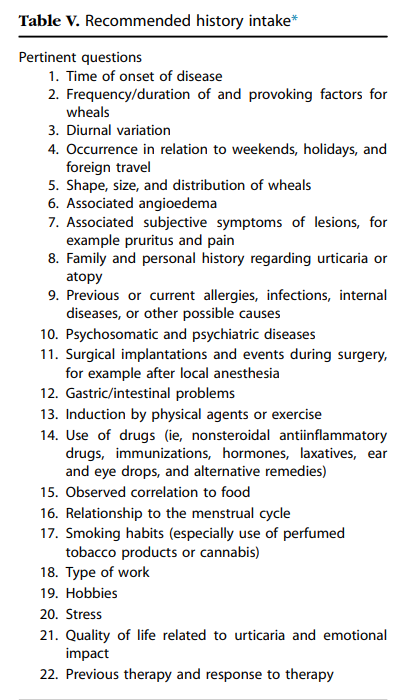 Table V. Recommended history intake*
Pertinent questions
1. Time of onset of disease
2. Frequency/duration of and provoking factors for
wheals
3. Diurnal variation
4. Occurrence in relation to weekends, holidays, and
foreign travel
5. Shape, size, and distribution of wheals
6. Associated angioedema
7. Associated subjective symptoms of lesions, for
example pruritus and pain
8. Family and personal history regarding urticaria or
atopy
9. Previous or current allergies, infections, internal
diseases, or other possible causes
10. Psychosomatic and psychiatric diseases
11. Surgical implantations and events during surgery,
for example after local anesthesia
12. Gastric/intestinal problems
13. Induction by physical agents or exercise
14. Use of drugs (ie, nonsteroidal antiinflammatory
drugs, immunizations, hormones, laxatives, ear
and eye drops, and alternative remedies)
15. Observed correlation to food
16. Relationship to the menstrual cycle
17. Smoking habits (especially use of perfumed
tobacco products or cannabis)
18. Type of work
19. Hobbies
20. Stress
21. Quality of life related to urticaria and emotional
impact
22. Previous therapy and response to therapy